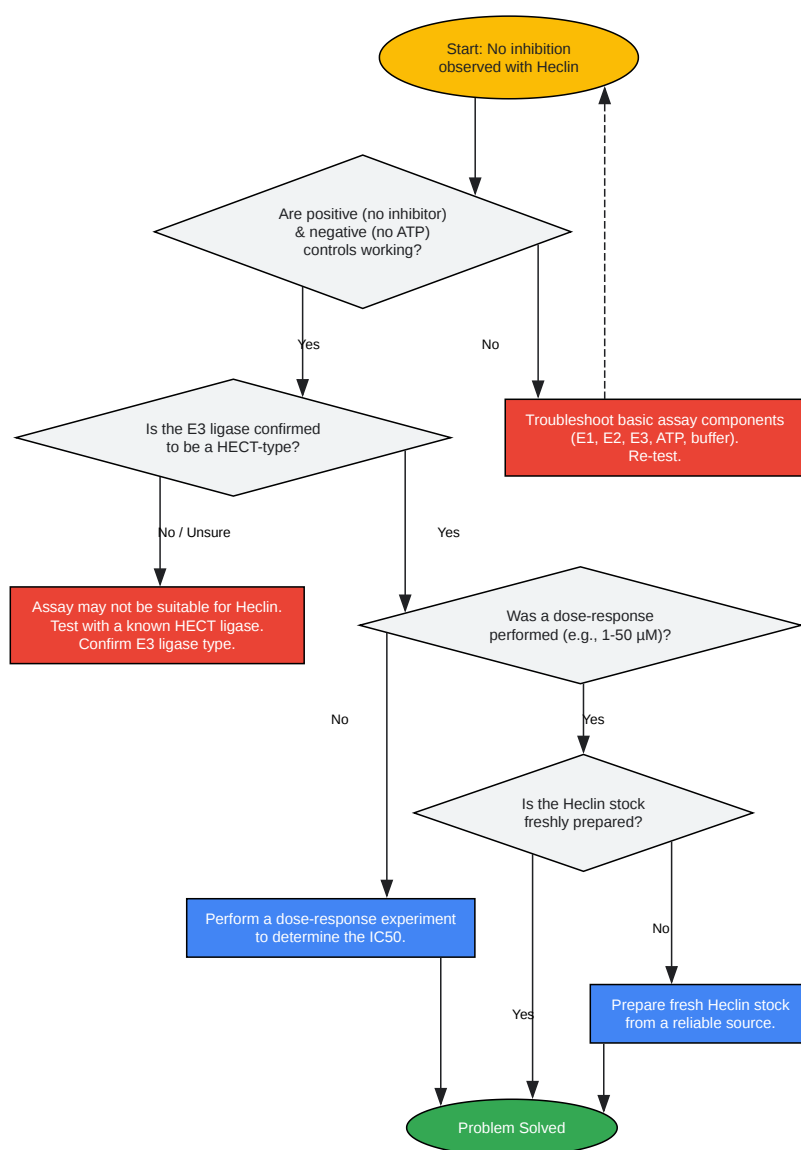 Start: No inhibition
observed with Heclin
Are positive (no inhibitor)
& negative (no ATP)
controls working?
Yes
No
Is the E3 ligase confirmed
to be a HECT-type?
Troubleshoot basic assay components
(E1, E2, E3, ATP, buffer).
Re-test.
No / Unsure
Yes
Assay may not be suitable for Heclin.
Test with a known HECT ligase.
Confirm E3 ligase type.
Was a dose-response
performed (e.g., 1-50 µM)?
No
Yes
Is the Heclin stock
freshly prepared?
Perform a dose-response experiment
to determine the IC50.
No
Yes
Prepare fresh Heclin stock
from a reliable source.
Problem Solved